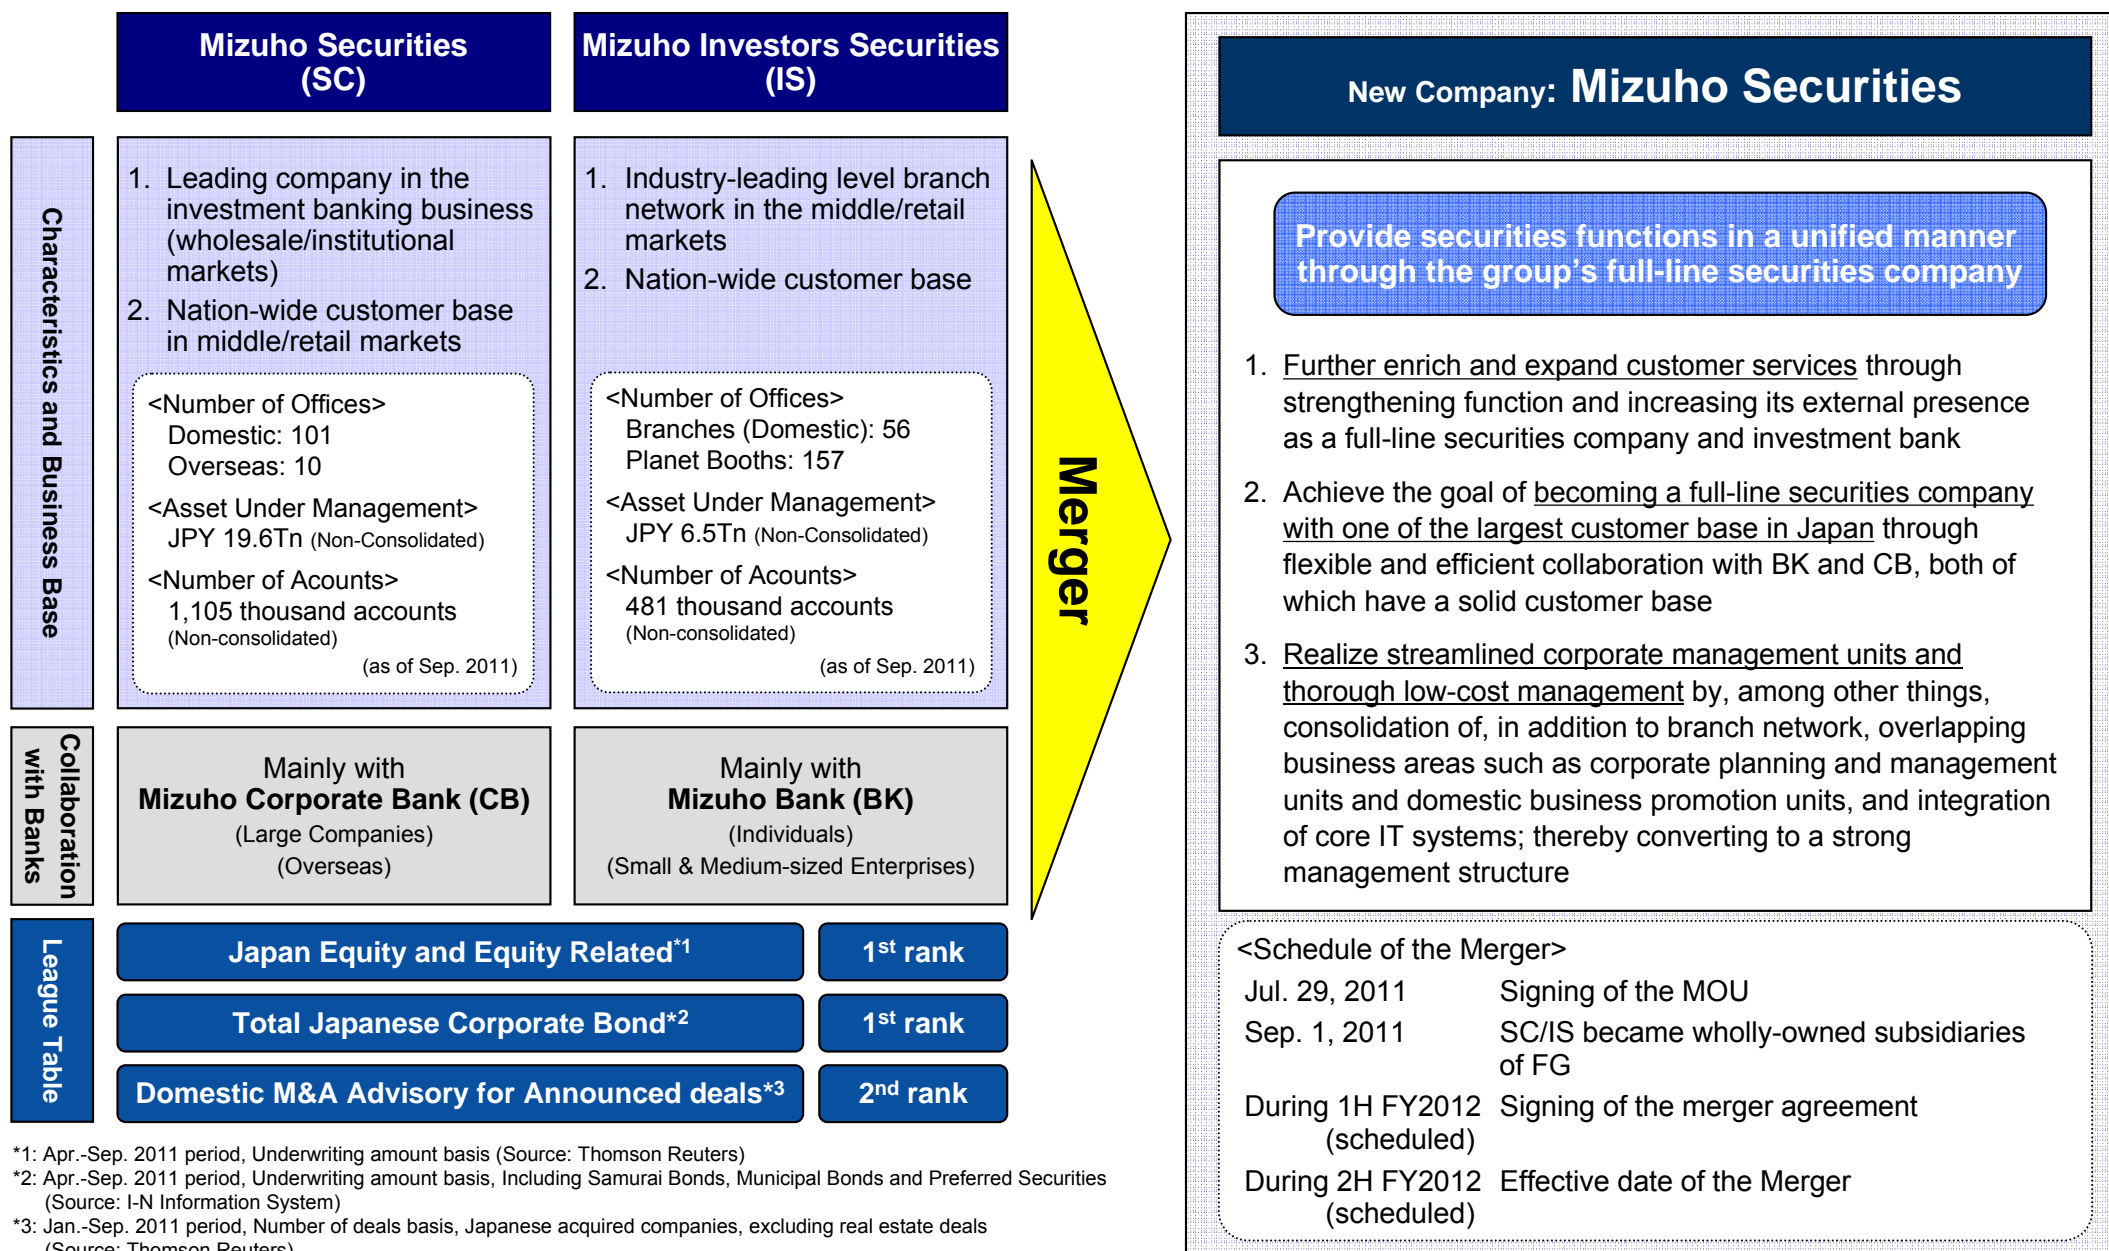 Mizuho Securities
(SC)
Mizuho Investors Securities
(IS)
Characteristics and Business Base
1. Leading company in the
investment banking business
(wholesale/institutional
markets)
2. Nation-wide customer base
in middle/retail markets
<Number of Offices>
Domestic: 101
Overseas: 10
<Asset Under Management>
JPY 19.6Tn (Non-Consolidated)
<Number of Acounts>
1,105 thousand accounts
(Non-consolidated)
(as of Sep. 2011)
1. Industry-leading level branch
network in the middle/retail
markets
2. Nation-wide customer base
<Number of Offices>
Branches (Domestic): 56
Planet Booths: 157
<Asset Under Management>
JPY 6.5Tn (Non-Consolidated)
<Number of Acounts>
481 thousand accounts
(Non-consolidated)
(as of Sep. 2011)
Collaboration
with Banks
Mainly with
Mizuho Corporate Bank (CB)
(Large Companies)
(Overseas)
Mainly with
Mizuho Bank (BK)
(Individuals)
(Small & Medium-sized Enterprises)
League Table
Japan Equity and Equity Related*1
1st rank
Total Japanese Corporate Bond*2
1st rank
Domestic M&A Advisory for Announced deals*3
2nd rank
*1: Apr.-Sep. 2011 period, Underwriting amount basis (Source: Thomson Reuters)
*2: Apr.-Sep. 2011 period, Underwriting amount basis, Including Samurai Bonds, Municipal Bonds and Preferred Securities
(Source: I-N Information System)
*3: Jan.-Sep. 2011 period, Number of deals basis, Japanese acquired companies, excluding real estate deals
(Source: Thomson Reuters)
Merger
New Company: Mizuho Securities
Provide securities functions in a unified manner
through the group's full-line securities company
1. Further enrich and expand customer services through
strengthening function and increasing its external presence
as a full-line securities company and investment bank
2. Achieve the goal of becoming a full-line securities company
with one of the largest customer base in Japan through
flexible and efficient collaboration with BK and CB, both of
which have a solid customer base
3. Realize streamlined corporate management units and
thorough low-cost management by, among other things,
consolidation of, in addition to branch network, overlapping
business areas such as corporate planning and management
units and domestic business promotion units, and integration
of core IT systems; thereby converting to a strong
management structure
<Schedule of the Merger>
Jul. 29, 2011 Signing of the MOU
Sep. 1, 2011 SC/IS became wholly-owned subsidiaries
of FG
During 1H FY2012 Signing of the merger agreement
(scheduled)
During 2H FY2012 Effective date of the Merger
(scheduled)